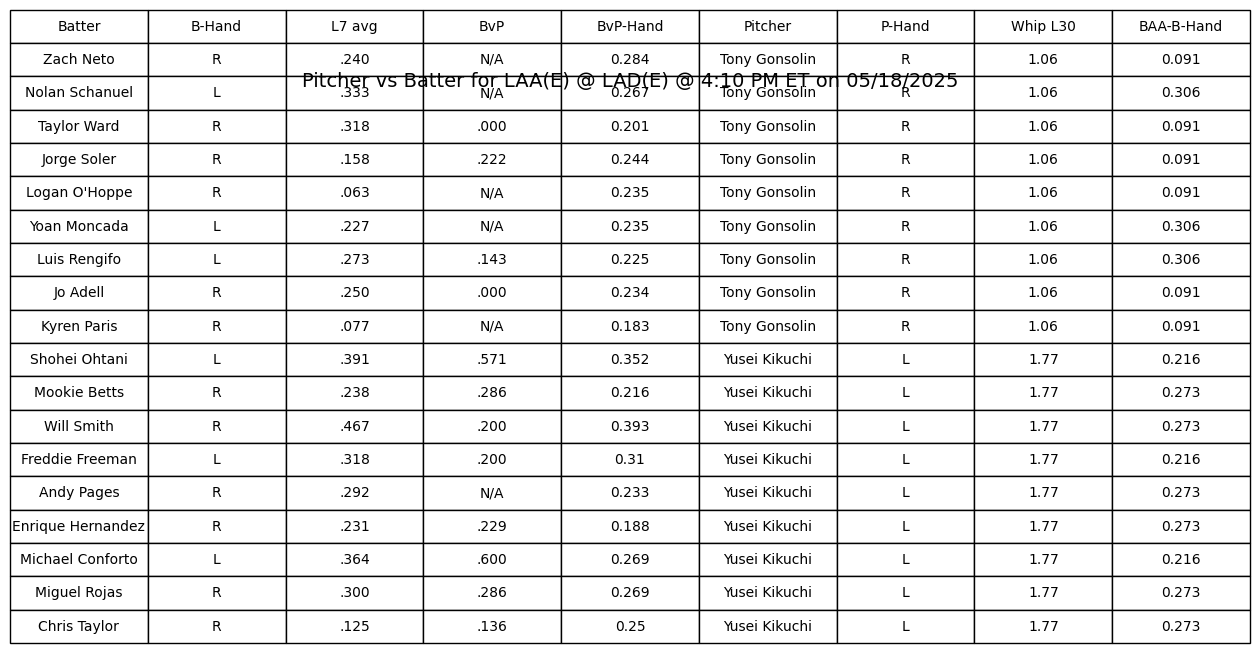 Batter B-Hand L7 avg BvP BvP-Hand Pitcher P-Hand Whip L30 BAA-B-Hand
Zach Neto R .240 N/A 0.284 Tony Gonsolin R 1.06 0.091
Pitcher vs Batter for LAA(E) @ LAD(E) @ 4:10 PM ET on 05/18/2025
Nolan Schanuel L .333 N/A 0.267 Tony Gonsolin R 1.06 0.306
Taylor Ward R .318 .000 0.201 Tony Gonsolin R 1.06 0.091
Jorge Soler R .158 .222 0.244 Tony Gonsolin R 1.06 0.091
Logan O'Hoppe R .063 N/A 0.235 Tony Gonsolin R 1.06 0.091
Yoan Moncada L .227 N/A 0.235 Tony Gonsolin R 1.06 0.306
Luis Rengifo L .273 .143 0.225 Tony Gonsolin R 1.06 0.306
Jo Adell R .250 .000 0.234 Tony Gonsolin R 1.06 0.091
Kyren Paris R .077 N/A 0.183 Tony Gonsolin R 1.06 0.091
Shohei Ohtani L .391 .571 0.352 Yusei Kikuchi L 1.77 0.216
Mookie Betts R .238 .286 0.216 Yusei Kikuchi L 1.77 0.273
Will Smith R .467 .200 0.393 Yusei Kikuchi L 1.77 0.273
Freddie Freeman L .318 .200 0.31 Yusei Kikuchi L 1.77 0.216
Andy Pages R .292 N/A 0.233 Yusei Kikuchi L 1.77 0.273
Enrique Hernandez R .231 .229 0.188 Yusei Kikuchi L 1.77 0.273
Michael Conforto L .364 .600 0.269 Yusei Kikuchi L 1.77 0.216
Miguel Rojas R .300 .286 0.269 Yusei Kikuchi L 1.77 0.273
Chris Taylor R .125 .136 0.25 Yusei Kikuchi L 1.77 0.273